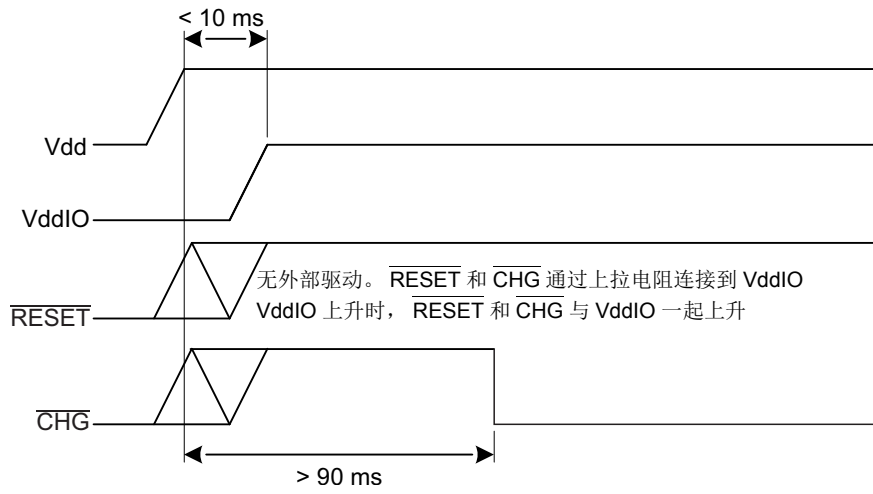 < 10 ms
Vdd
VddIO
无外部驱动。 RESET 和 CHG 通过上拉电阻连接到 VddIO
VddIO 上升时， RESET 和 CHG 与 VddIO 一起上升
RESET
CHG
> 90 ms